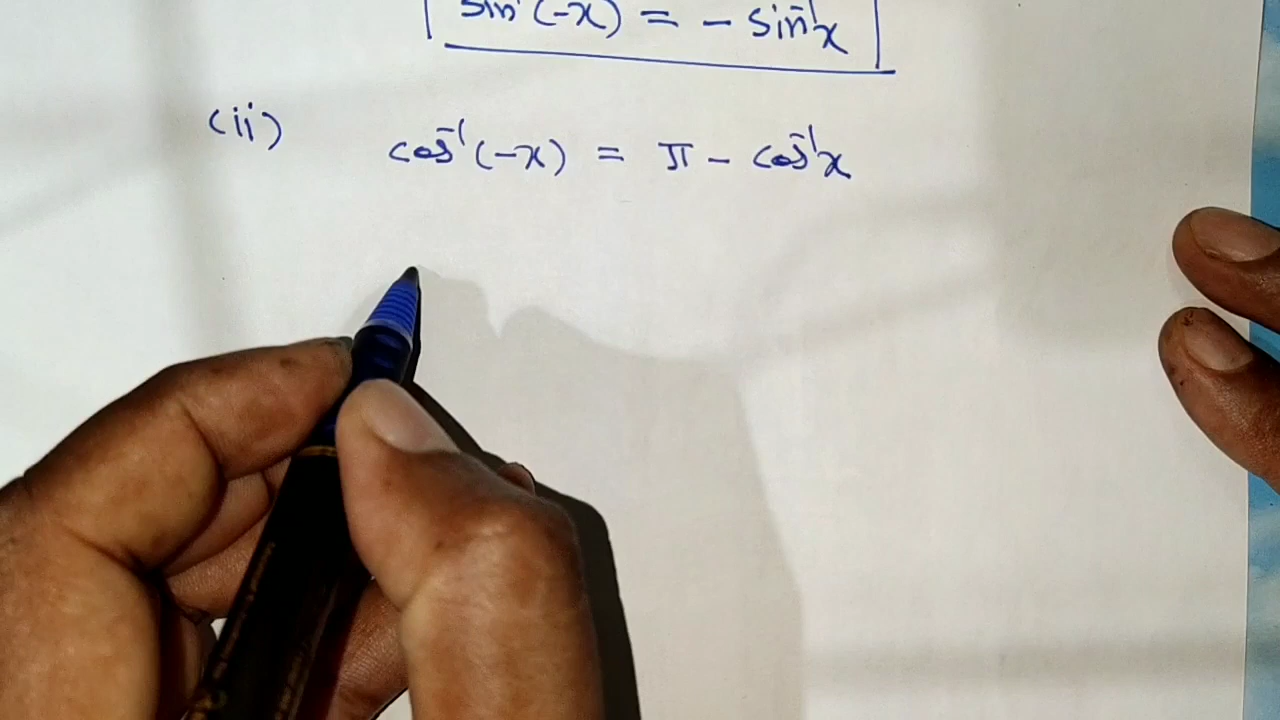 sin⁻¹(-x) = - sin⁻¹x
(ii) cos⁻¹(-x) = π - cos⁻¹x